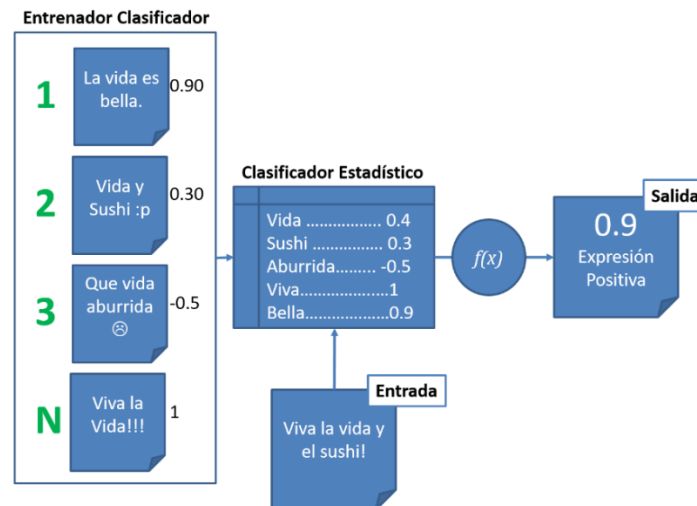 Entrenador Clasificador
1
La vida es
bella.
0.90
2
Vida y
Sushi :p
0.30
3
Que vida
aburrida
☹
-0.5
N
Viva la
Vida!!!
1
Clasificador Estadístico
Vida ................. 0.4
Sushi ............... 0.3
Aburrida......... -0.5
Viva....................1
Bella...................0.9
f(x)
Salida
0.9
Expresión
Positiva
Entrada
Viva la vida y
el sushi!